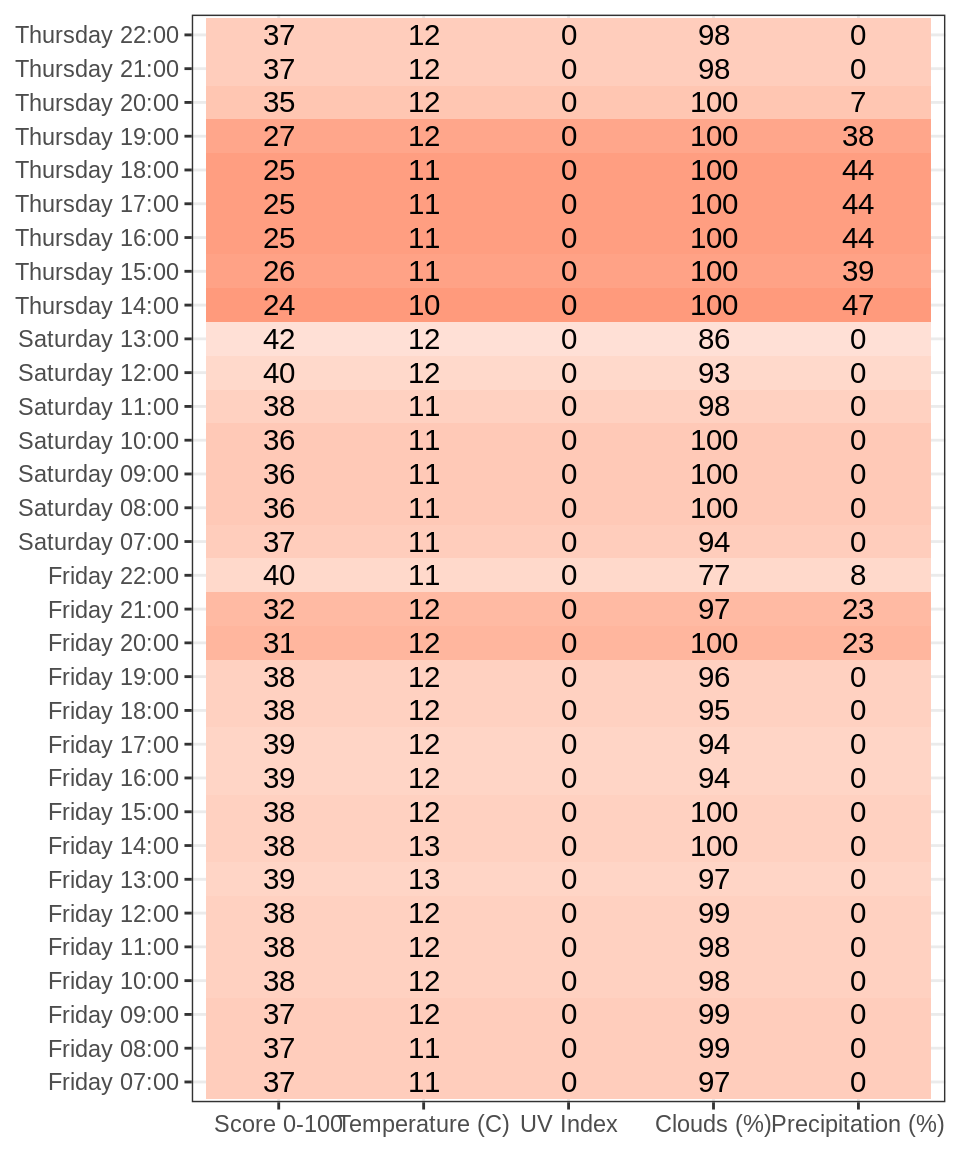 Thursday 22:00 37 12 0 98 0
Thursday 21:00 37 12 0 98 0
Thursday 20:00 35 12 0 100 7
Thursday 19:00 27 12 0 100 38
Thursday 18:00 25 11 0 100 44
Thursday 17:00 25 11 0 100 44
Thursday 16:00 25 11 0 100 44
Thursday 15:00 26 11 0 100 39
Thursday 14:00 24 10 0 100 47
Saturday 13:00 42 12 0 86 0
Saturday 12:00 40 12 0 93 0
Saturday 11:00 38 11 0 98 0
Saturday 10:00 36 11 0 100 0
Saturday 09:00 36 11 0 100 0
Saturday 08:00 36 11 0 100 0
Saturday 07:00 37 11 0 94 0
Friday 22:00 40 11 0 77 8
Friday 21:00 32 12 0 97 23
Friday 20:00 31 12 0 100 23
Friday 19:00 38 12 0 96 0
Friday 18:00 38 12 0 95 0
Friday 17:00 39 12 0 94 0
Friday 16:00 39 12 0 94 0
Friday 15:00 38 12 0 100 0
Friday 14:00 38 13 0 100 0
Friday 13:00 39 13 0 97 0
Friday 12:00 38 12 0 99 0
Friday 11:00 38 12 0 98 0
Friday 10:00 38 12 0 98 0
Friday 09:00 37 12 0 99 0
Friday 08:00 37 11 0 99 0
Friday 07:00 37 11 0 97 0
Score 0-100 Temperature (C) UV Index Clouds (%) Precipitation (%)